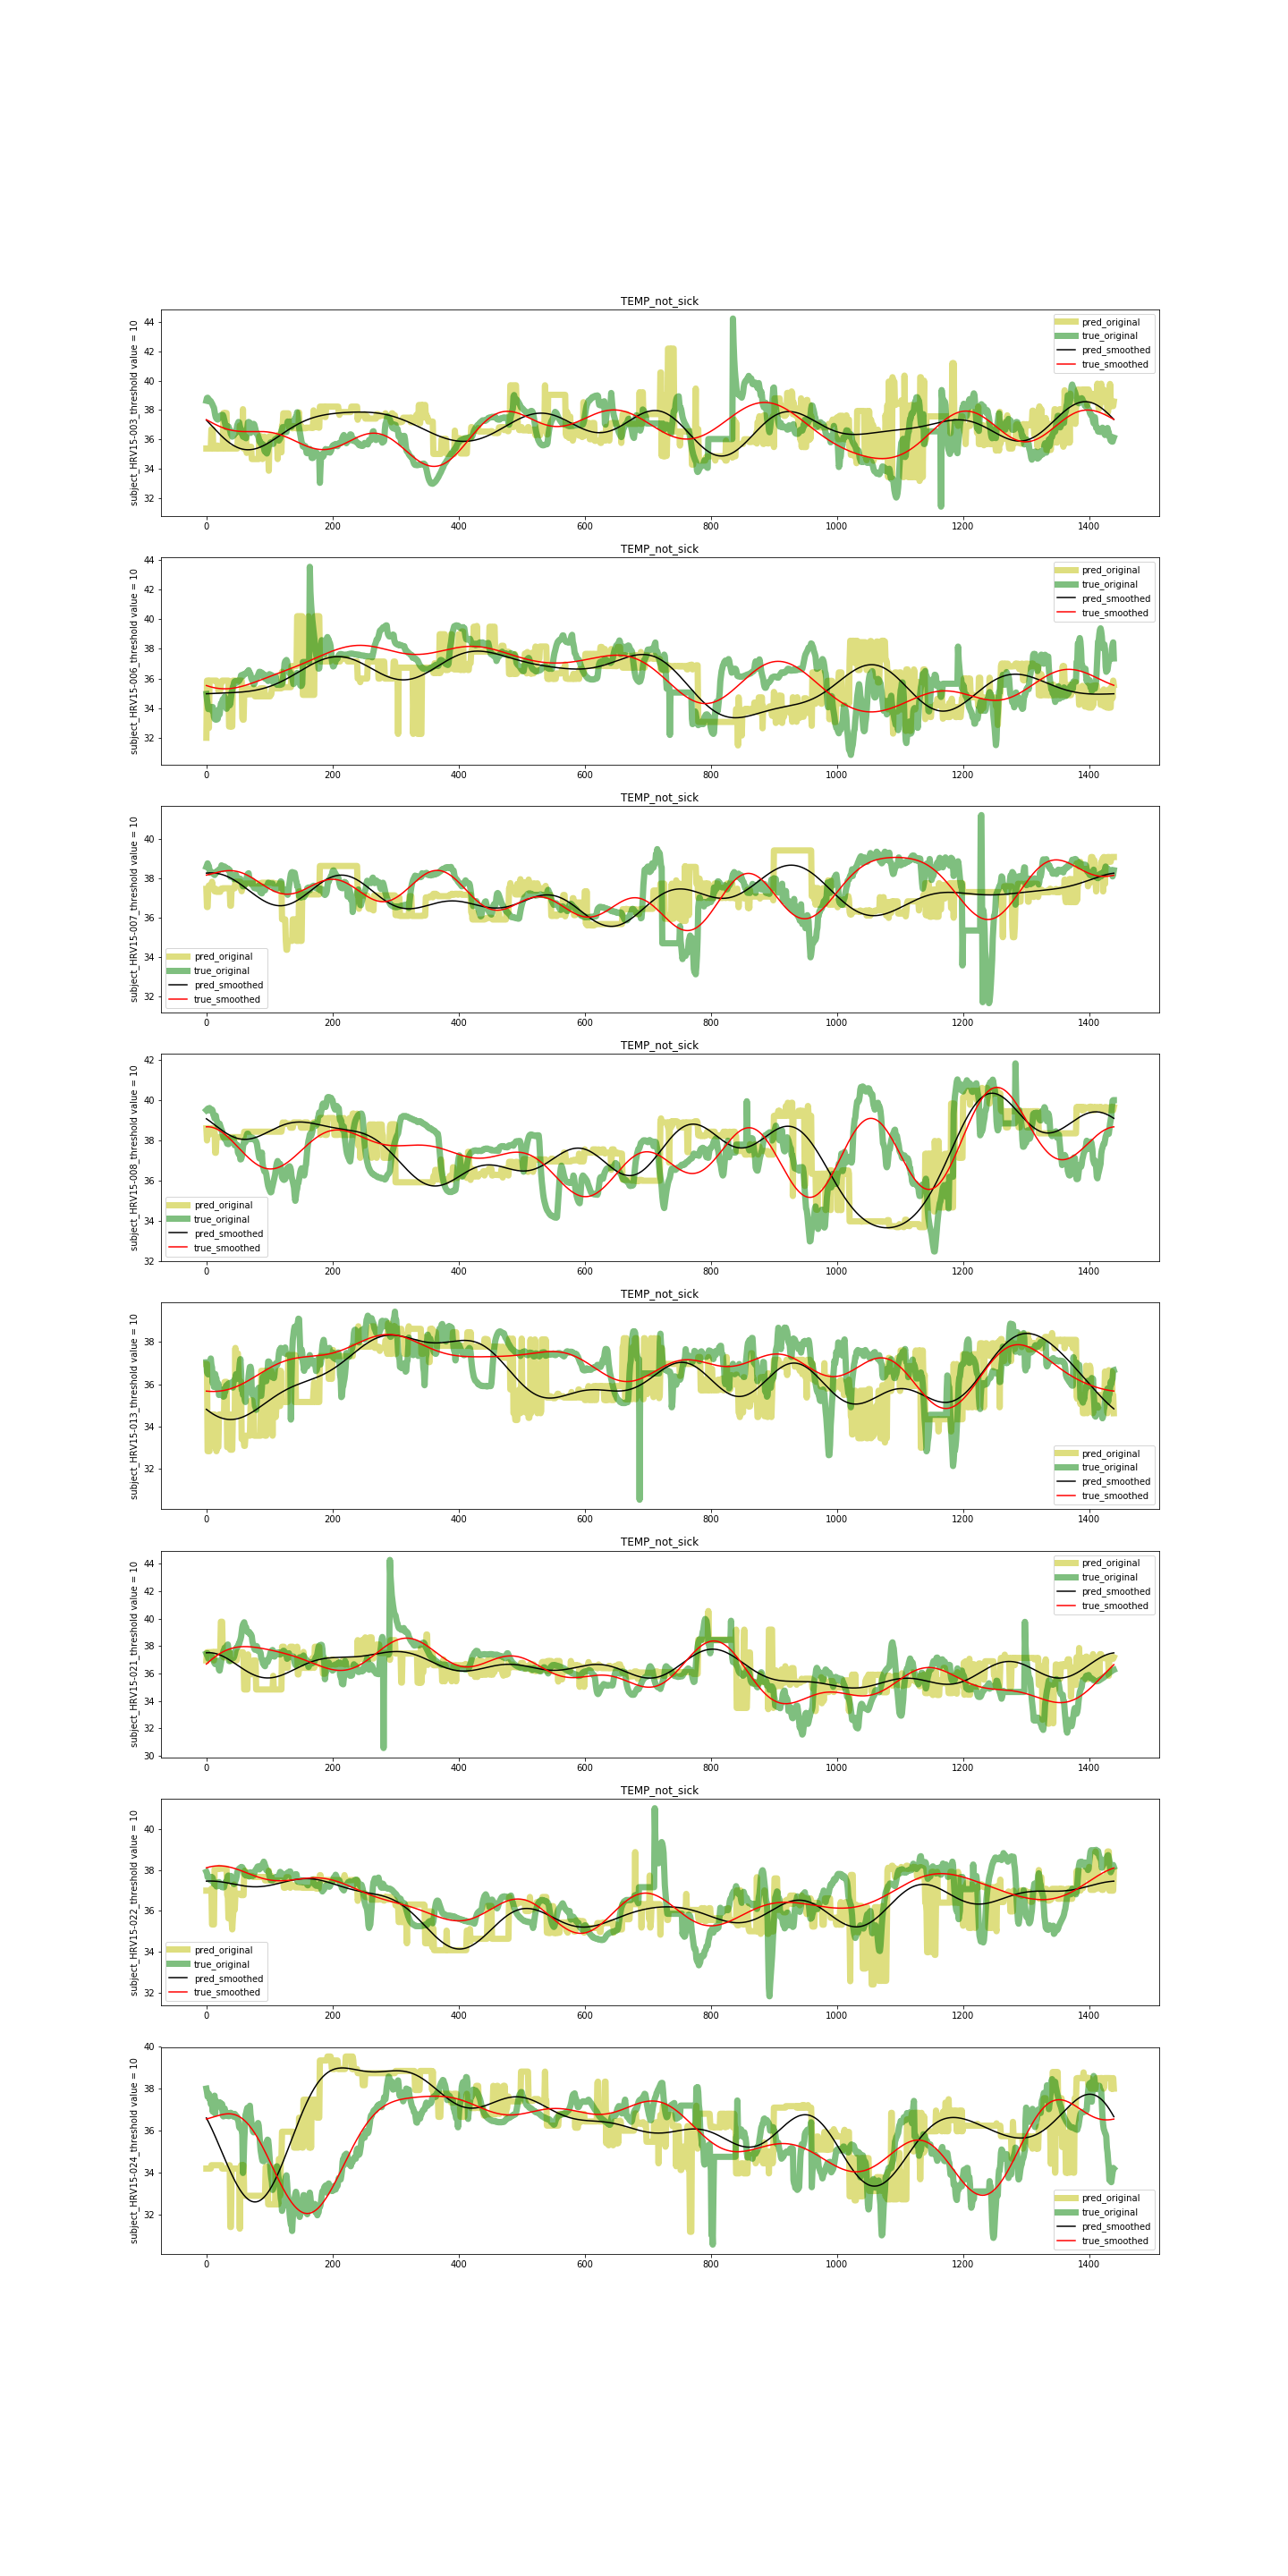 TEMP_not_sick
subject_HRV15-003_threshold value = 10
44
42
40
38
36
34
32
pred_original
true_original
pred_smoothed
true_smoothed
0 200 400 600 800 1000 1200 1400
TEMP_not_sick
subject_HRV15-006_threshold value = 10
44
42
40
38
36
34
32
pred_original
true_original
pred_smoothed
true_smoothed
0 200 400 600 800 1000 1200 1400
TEMP_not_sick
subject_HRV15-007_threshold value = 10
40
38
36
34
32
pred_original
true_original
pred_smoothed
true_smoothed
0 200 400 600 800 1000 1200 1400
TEMP_not_sick
subject_HRV15-008_threshold value = 10
42
40
38
36
34
32
pred_original
true_original
pred_smoothed
true_smoothed
0 200 400 600 800 1000 1200 1400
TEMP_not_sick
subject_HRV15-013_threshold value = 10
38
36
34
32
pred_original
true_original
pred_smoothed
true_smoothed
0 200 400 600 800 1000 1200 1400
TEMP_not_sick
subject_HRV15-021_threshold value = 10
44
42
40
38
36
34
32
30
pred_original
true_original
pred_smoothed
true_smoothed
0 200 400 600 800 1000 1200 1400
TEMP_not_sick
subject_HRV15-022_threshold value = 10
40
38
36
34
32
pred_original
true_original
pred_smoothed
true_smoothed
0 200 400 600 800 1000 1200 1400
subject_HRV15-024_threshold value = 10
40
38
36
34
32
pred_original
true_original
pred_smoothed
true_smoothed
0 200 400 600 800 1000 1200 1400